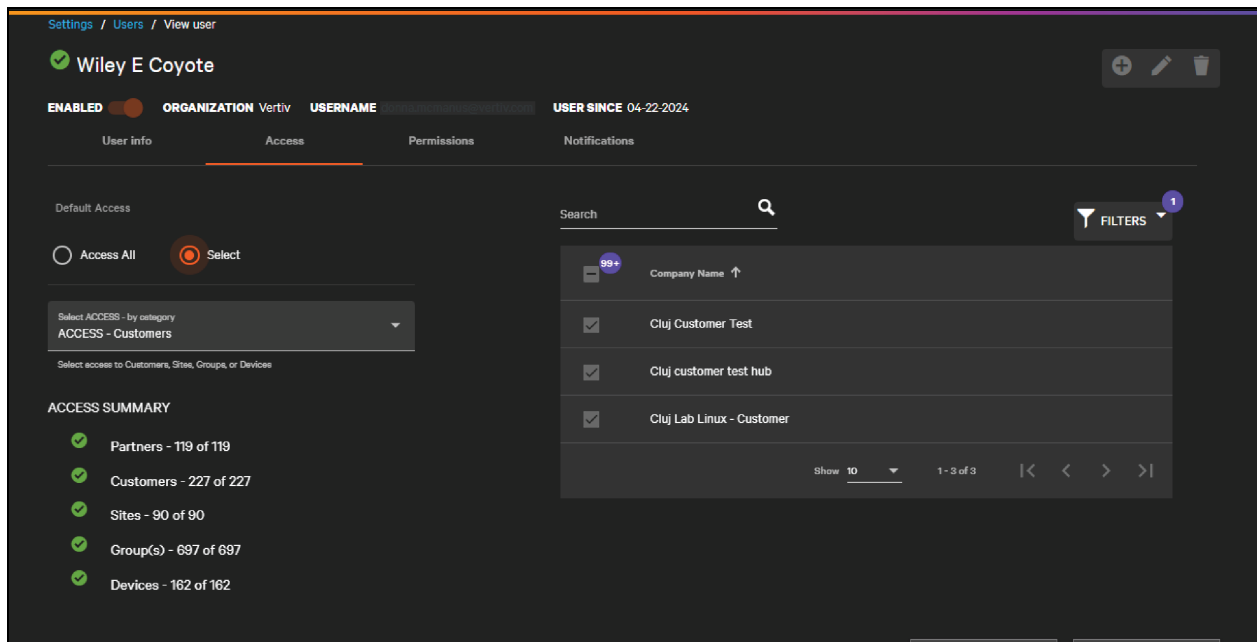 Settings / Users / View user
Wiley E Coyote
ENABLED ORGANIZATION Vertiv USERNAME USER SINCE 04-22-2024
User info Access Permissions Notifications
Default Access
Access All Select
Select ACCESS - by category
ACCESS - Customers
Select access to Customers, Sites, Groups, or Devices
ACCESS SUMMARY
Partners - 119 of 119
Customers - 227 of 227
Sites - 90 of 90
Group(s) - 697 of 697
Devices - 162 of 162
Search
FILTERS 1
99+ Company Name
Cluj Customer Test
Cluj customer test hub
Cluj Lab Linux - Customer
Show 10 1 - 3 of 3